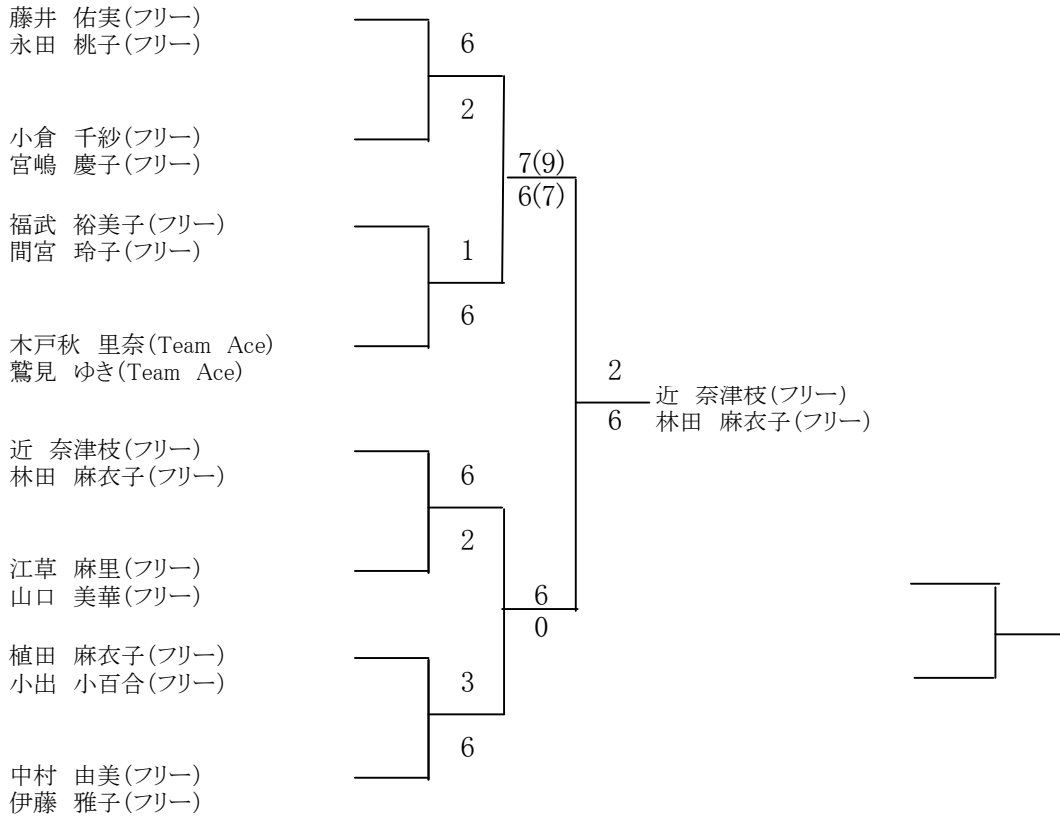 藤井　佑実(フリー)
永田　桃子(フリー)
6
2
小倉　千紗(フリー)
宮嶋　慶子(フリー)
7(9)
6(7)
福武　裕美子(フリー)
間宮　玲子(フリー)
1
6
木戸秋　里奈(Team　Ace)
鷲見　ゆき(Team　Ace)
2
6
近　奈津枝(フリー)
林田　麻衣子(フリー)
近　奈津枝(フリー)
林田　麻衣子(フリー)
6
2
江草　麻里(フリー)
山口　美華(フリー)
6
0
植田　麻衣子(フリー)
小出　小百合(フリー)
3
6
中村　由美(フリー)
伊藤　雅子(フリー)